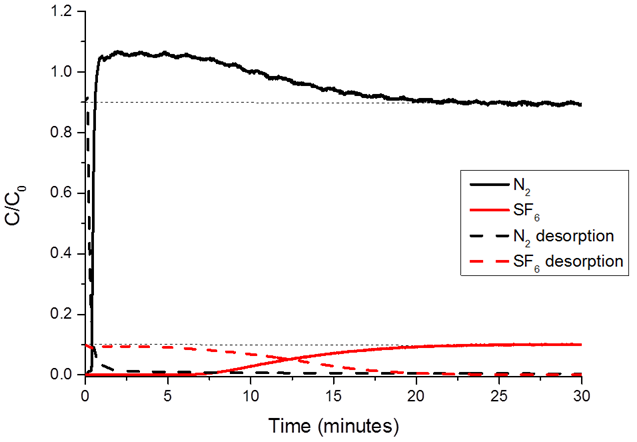 1.2
1.0
0.8
0.6
0.4
0.2
0.0
C/C₀
N₂
SF₆
N₂ desorption
SF₆ desorption
0 5 10 15 20 25 30
Time (minutes)